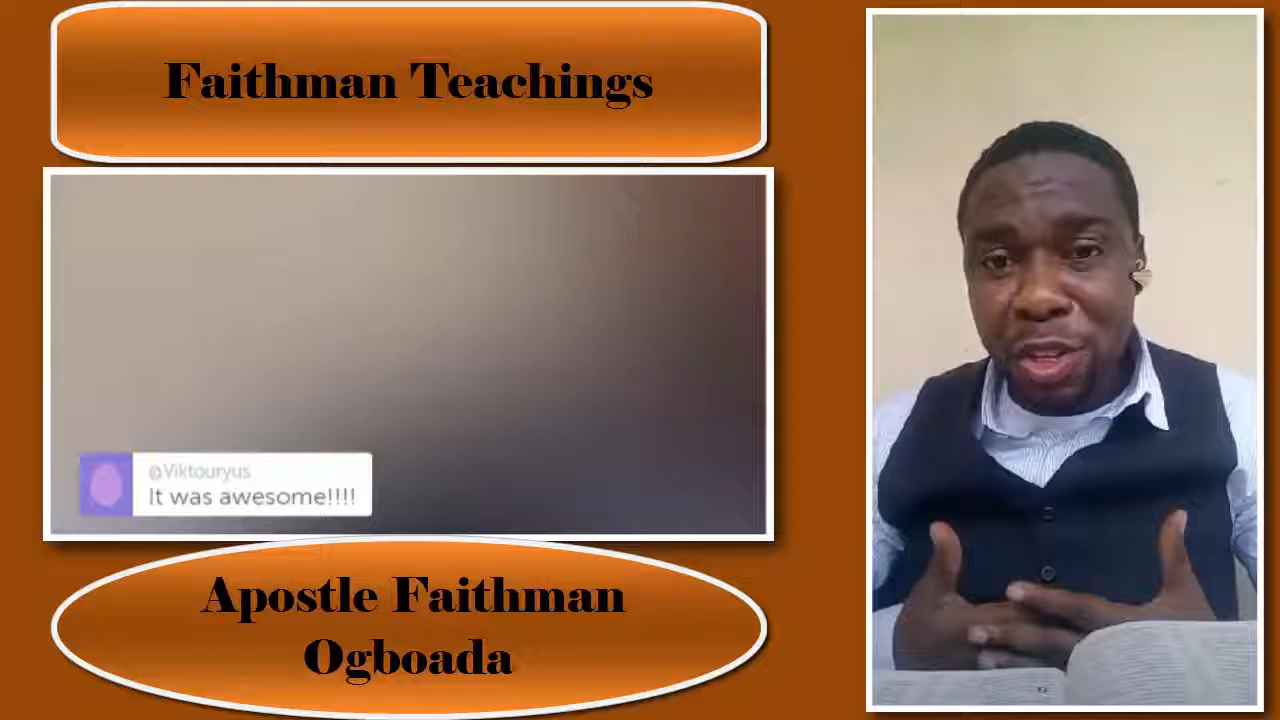 Faithman Teachings
@Viktouryus
It was awesome!!!!
Apostle Faithman
Ogboada